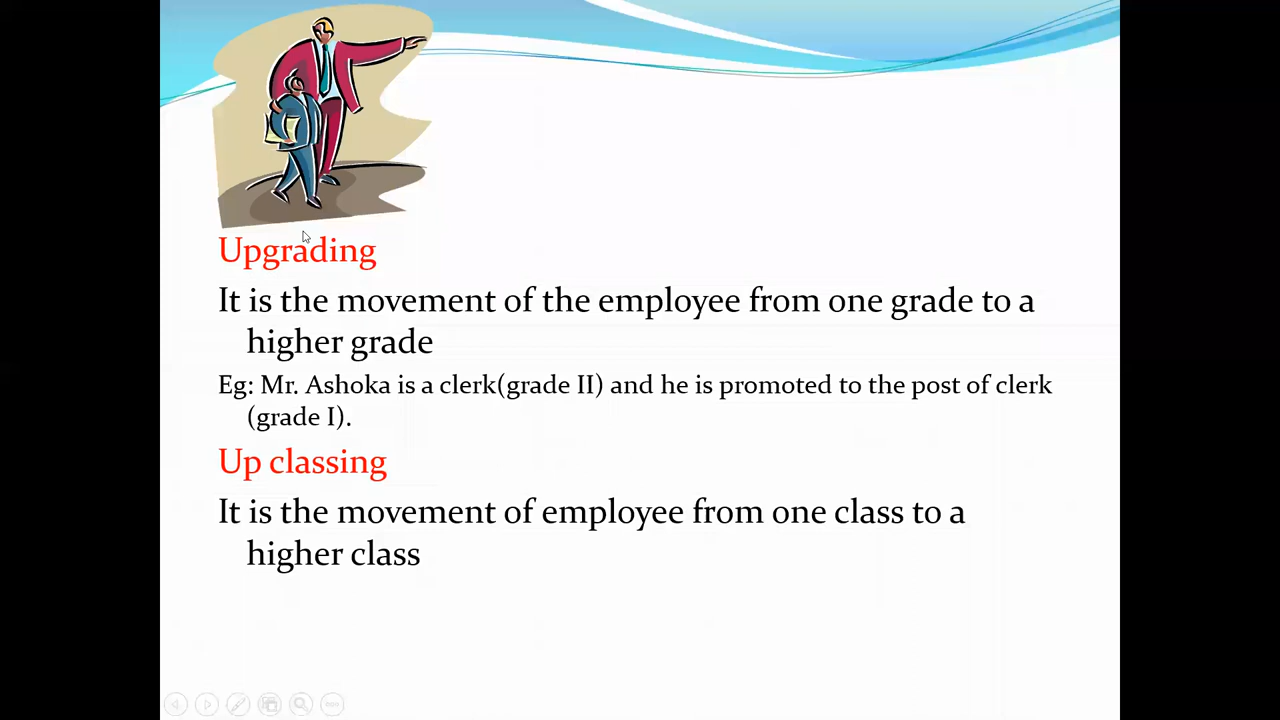 Upgrading
It is the movement of the employee from one grade to a
higher grade
Eg: Mr. Ashoka is a clerk(grade II) and he is promoted to the post of clerk
(grade I).
Up classing
It is the movement of employee from one class to a
higher class